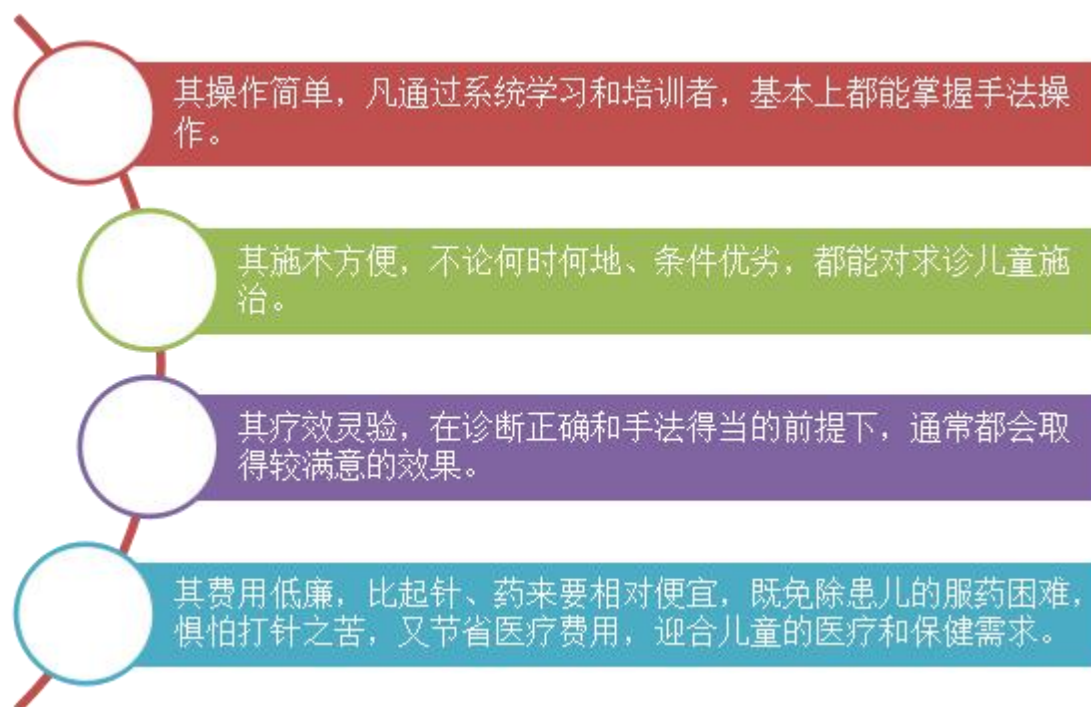 其操作简单，凡通过系统学习和培训者，基本上都能掌握手法操
作。
其施术方便，不论何时何地、条件优劣，都能对求诊儿童施
治。
其疗效灵验，在诊断正确和手法得当的前提下，通常都会取
得较满意的效果。
其费用低廉，比起针、药来要相对便宜，既免除患儿的服药困难，
惧怕打针之苦，又节省医疗费用，迎合儿童的医疗和保健需求。